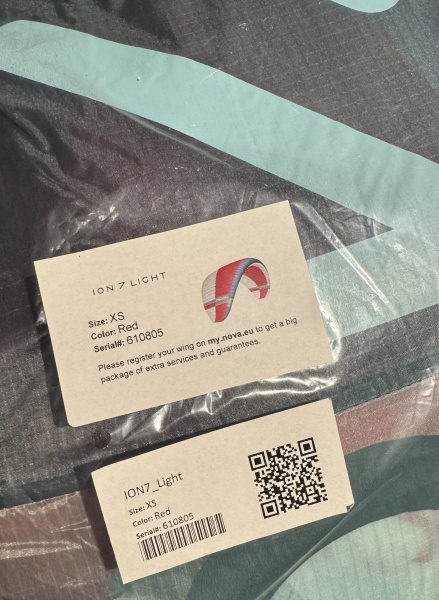 ION 7 LIGHT
Size: XS
Color: Red
Serial#: 610805
Please register your wing on my.nova.eu to get a big
package of extra services and guarantees.
ION7_Light
Size: XS
Color: Red
Serial#: 610805